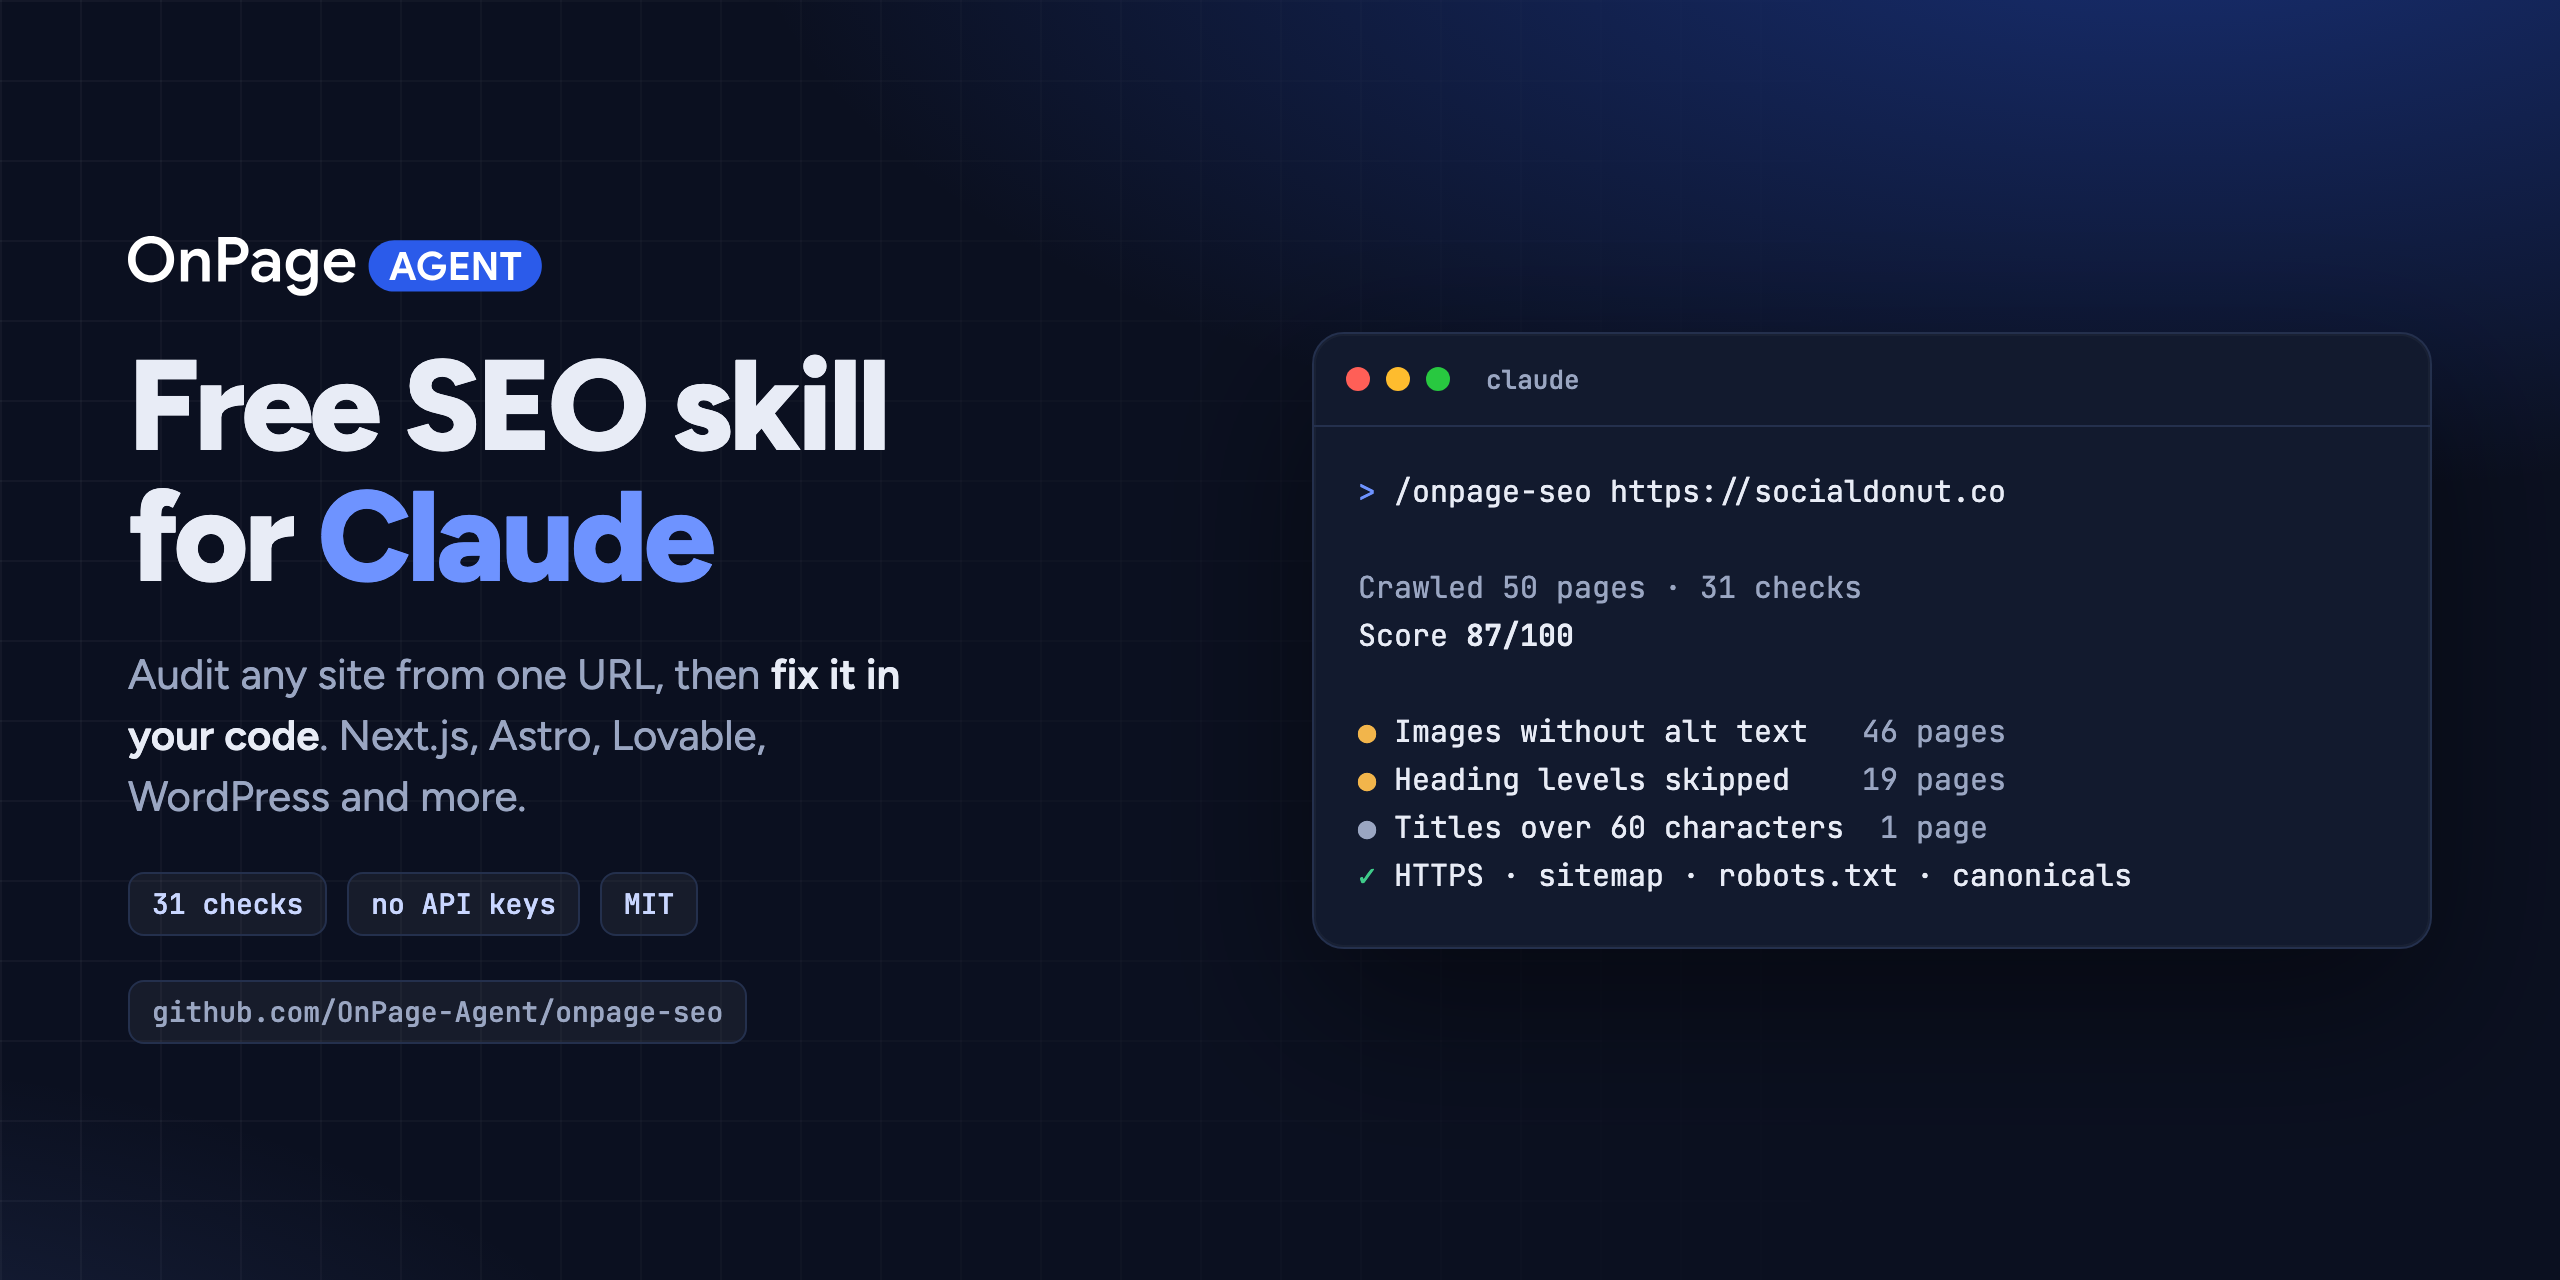 OnPage AGENT
Free SEO skill
for Claude
Audit any site from one URL, then fix it in
your code. Next.js, Astro, Lovable,
WordPress and more.
31 checks
no API keys
MIT
github.com/OnPage-Agent/onpage-seo
claude
> /onpage-seo https://socialdonut.co
Crawled 50 pages · 31 checks
Score 87/100
● Images without alt text 46 pages
● Heading levels skipped 19 pages
● Titles over 60 characters 1 page
✓ HTTPS · sitemap · robots.txt · canonicals